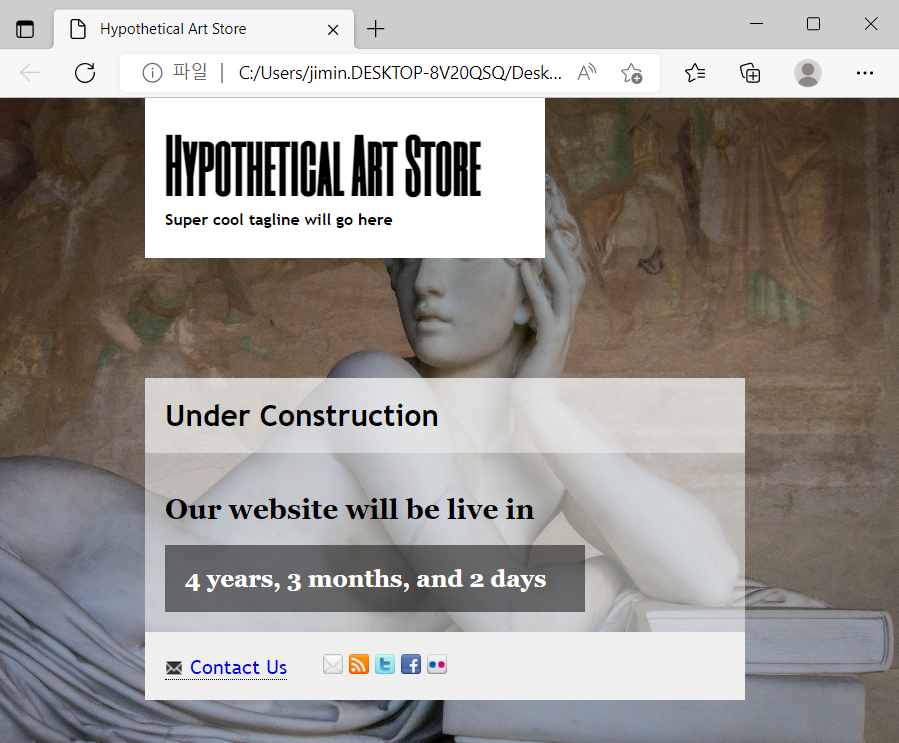 Hypothetical Art Store
파일 | C:/Users/jimin.DESKTOP-8V20QSQ/Desk...
Hypothetical Art Store
Super cool tagline will go here
Under Construction
Our website will be live in
4 years, 3 months, and 2 days
Contact Us